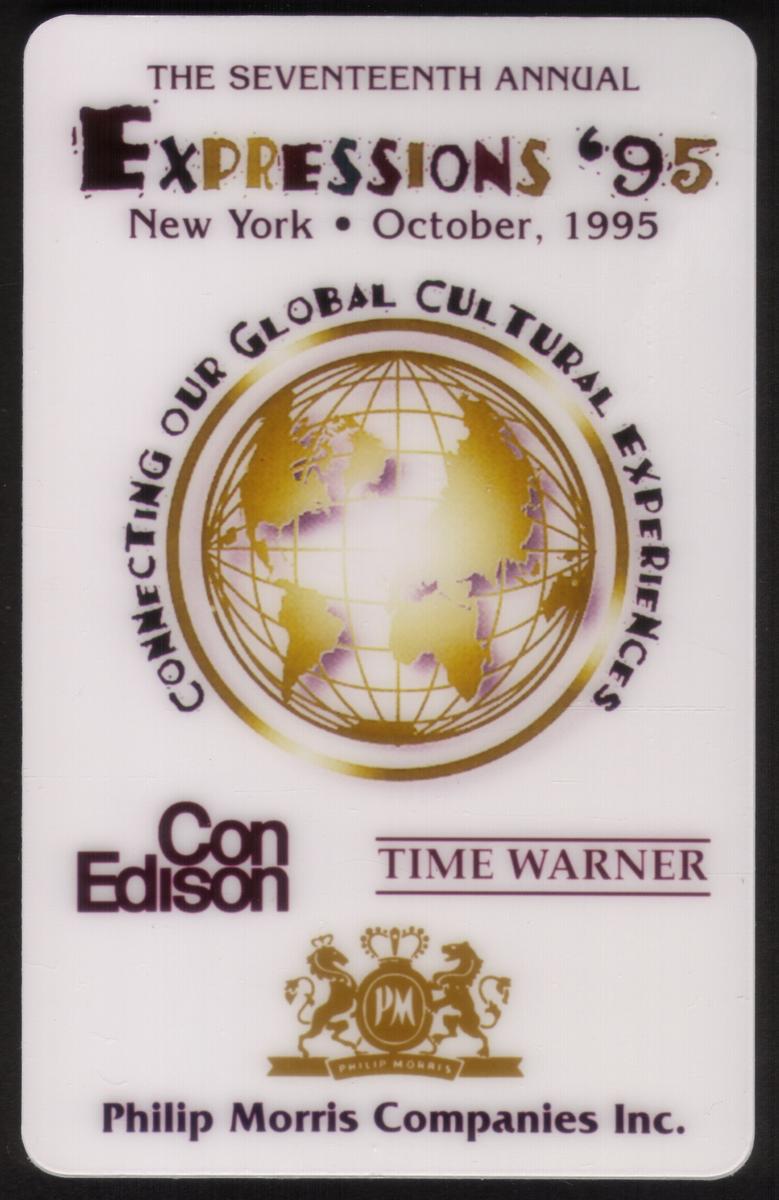 THE SEVENTEENTH ANNUAL
EXPRESSIONS ‘95
New York • October, 1995
CONNECTING OUR GLOBAL CULTURAL EXPERIENCES
Con
Edison
TIME WARNER
PM
PHILIP MORRIS
Philip Morris Companies Inc.